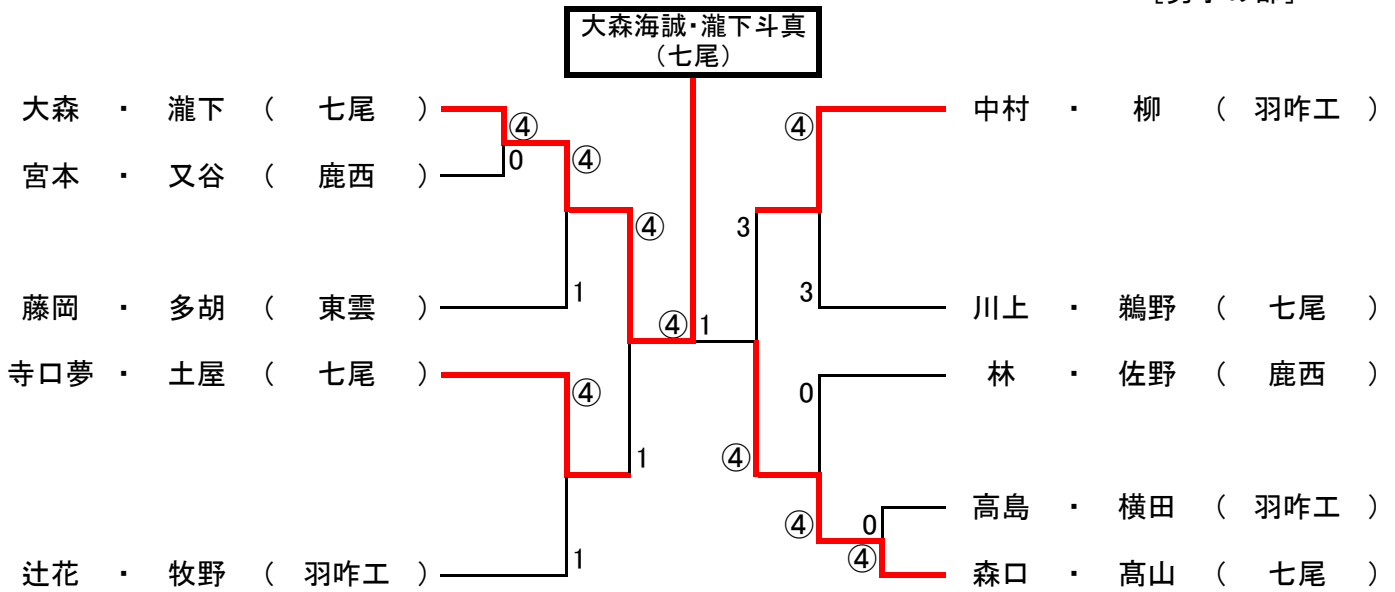 大森海誠・瀧下斗真
（七尾）
大森 ・ 瀧下 （ 七尾 ）
④
0
宮本 ・ 又谷 （ 鹿西 ）
④
1
藤岡 ・ 多胡 （ 東雲 ）
④
寺口夢 ・ 土屋 （ 七尾 ）
④
1
1
辻花 ・ 牧野 （ 羽咋工 ）
④ 1
中村 ・ 柳 （ 羽咋工 ）
④
3
3
川上 ・ 鵜野 （ 七尾 ）
林 ・ 佐野 （ 鹿西 ）
0
④
④
高島 ・ 横田 （ 羽咋工 ）
0
④
森口 ・ 髙山 （ 七尾 ）